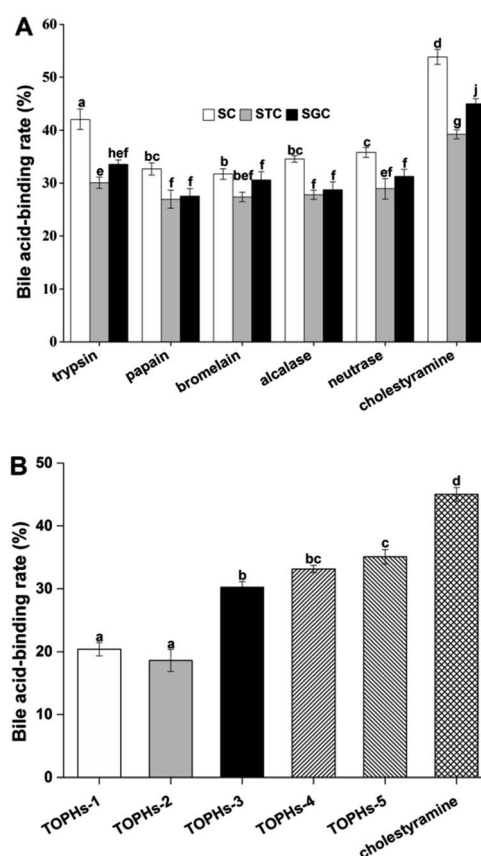 A
Bile acid-binding rate (%)
60
50
40
30
20
10
0
SC STC SGC
a
e
hef
bc
f
f
b
bef
f
bc
f
f
c
ef
f
d
g
j
trypsin
papain
bromelain
alcalase
neutrase
cholestyramine
B
Bile acid-binding rate (%)
50
40
30
20
10
0
a
a
b
bc
c
d
TOPHs-1
TOPHs-2
TOPHs-3
TOPHs-4
TOPHs-5
cholestyramine